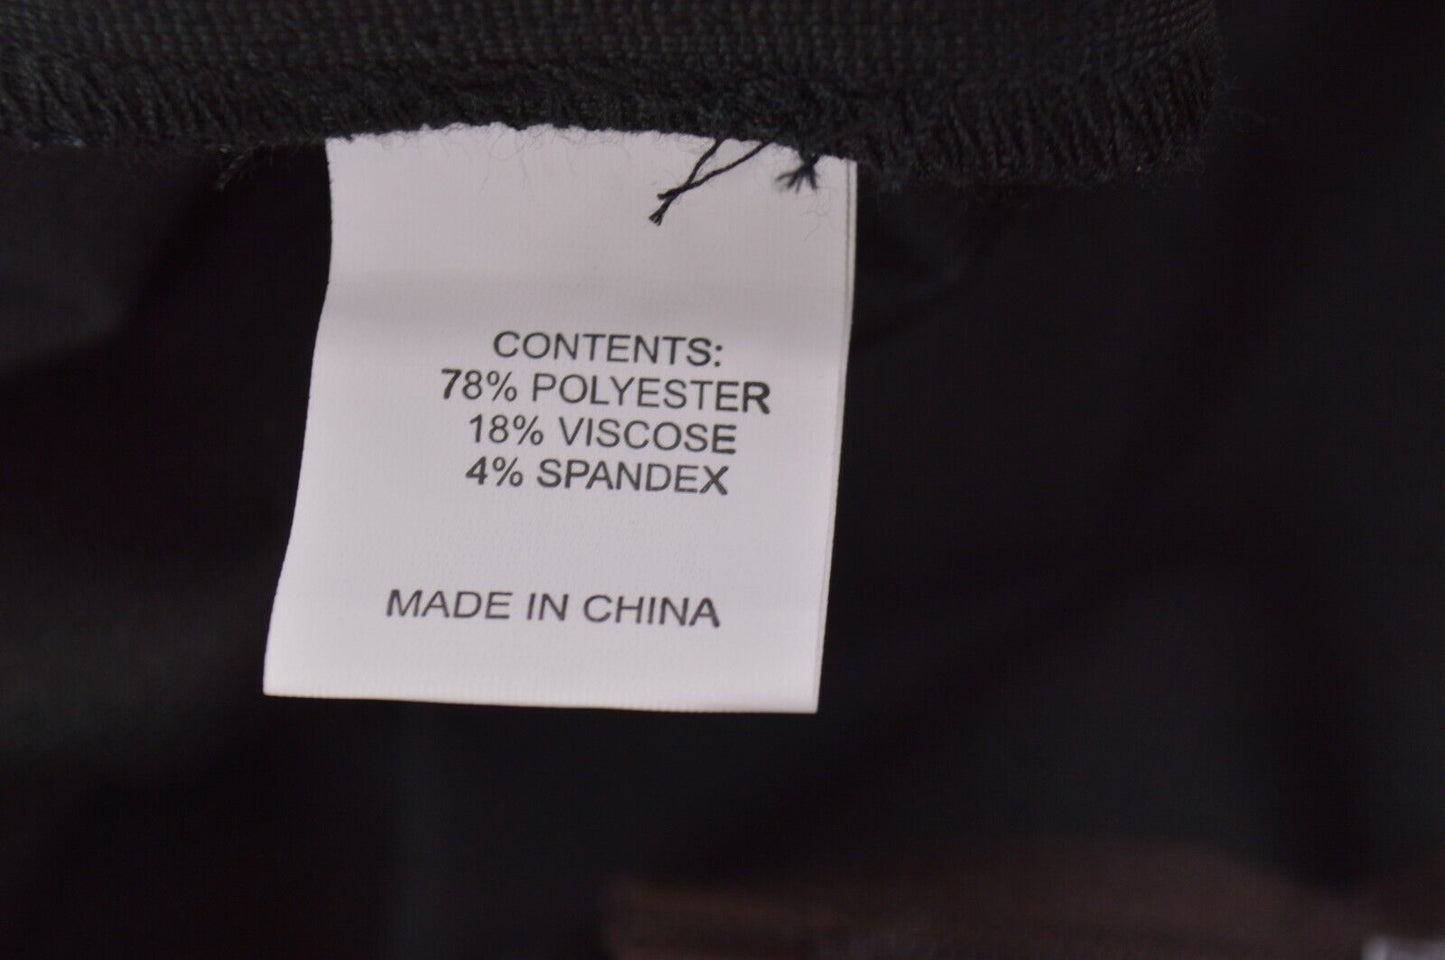 CONTENTS:
78% POLYESTER
18% VISCOSE
4% SPANDEX
MADE IN CHINA